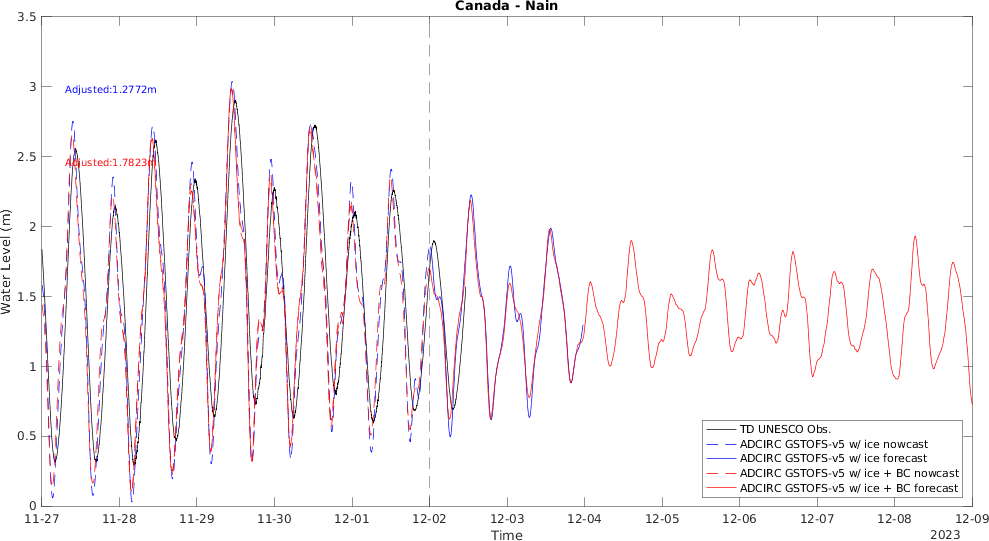 Canada - Nain
3.5
3
2.5
2
1.5
1
0.5
0
Water Level (m)
Adjusted:1.2772m
Adjusted:1.7823m
TD UNESCO Obs.
ADCIRC GSTOFS-v5 w/ ice nowcast
ADCIRC GSTOFS-v5 w/ ice forecast
ADCIRC GSTOFS-v5 w/ ice + BC nowcast
ADCIRC GSTOFS-v5 w/ ice + BC forecast
11-27 11-28 11-29 11-30 12-01 12-02 12-03 12-04 12-05 12-06 12-07 12-08 12-09
Time
2023